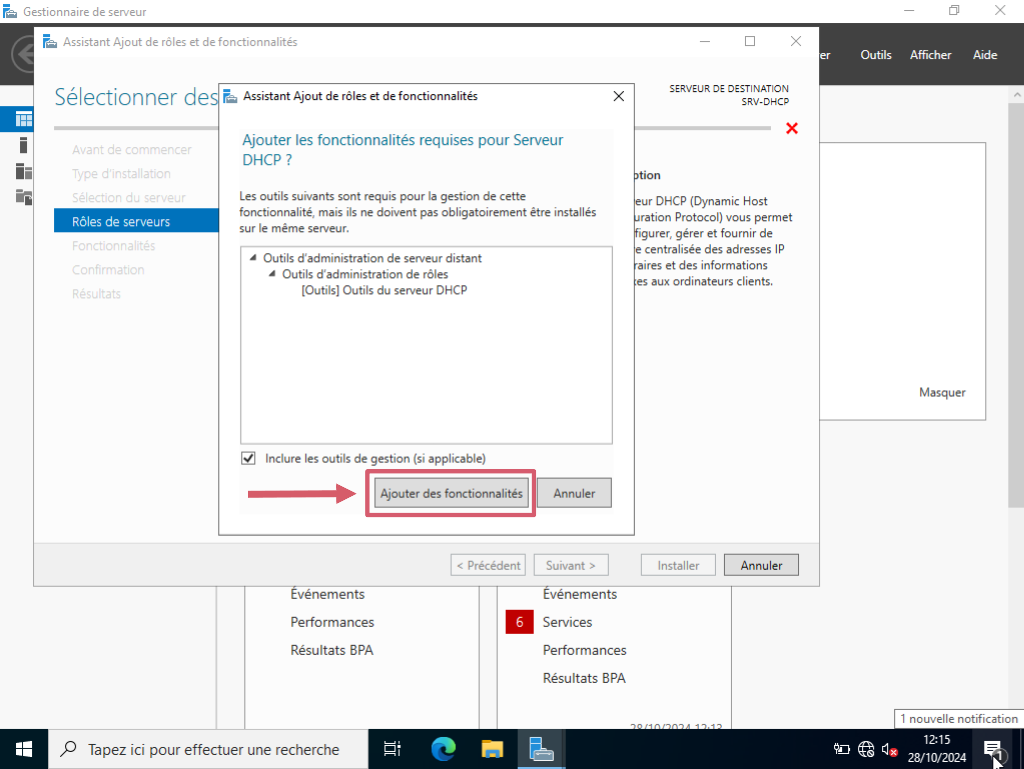 Gestionnaire de serveur
Assistant Ajout de rôles et de fonctionnalités
Outils
Afficher
Aide
Sélectionner des
SERVEUR DE DESTINATION
SRV-DHCP
Avant de commencer
Type d'installation
Sélection du serveur
Rôles de serveurs
Fonctionnalités
Confirmation
Résultats
Assistant Ajout de rôles et de fonctionnalités
Ajouter les fonctionnalités requises pour Serveur
DHCP ?
Les outils suivants sont requis pour la gestion de cette
fonctionnalité, mais ils ne doivent pas obligatoirement être installés
sur le même serveur.
Outils d'administration de serveur distant
Outils d'administration de rôles
[Outils] Outils du serveur DHCP
Inclure les outils de gestion (si applicable)
Ajouter des fonctionnalités
Annuler
ption
eur DHCP (Dynamic Host
uration Protocol) vous permet
figurer, gérer et fournir de
e centralisée des adresses IP
raires et des informations
es aux ordinateurs clients.
Masquer
< Précédent
Suivant >
Installer
Annuler
Événements
Performances
Résultats BPA
Événements
6 Services
Performances
Résultats BPA
28/10/2024 12:13
1 nouvelle notification
Tapez ici pour effectuer une recherche
12:15
28/10/2024
1